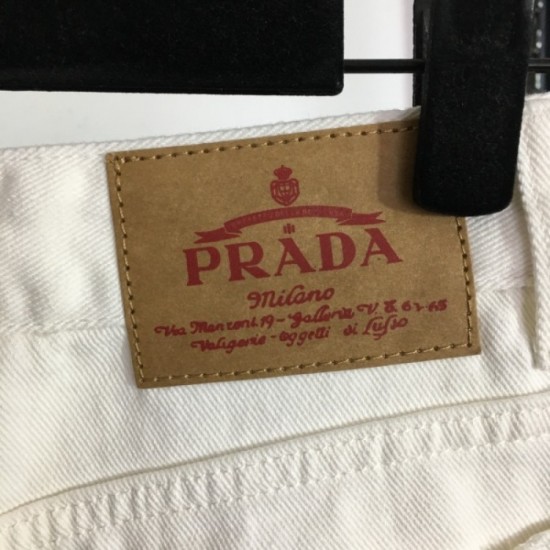 PRADA
Milano
Via Manzoni.19-Galleria V. E 63-65
Valigerie-oggetti di Lusso